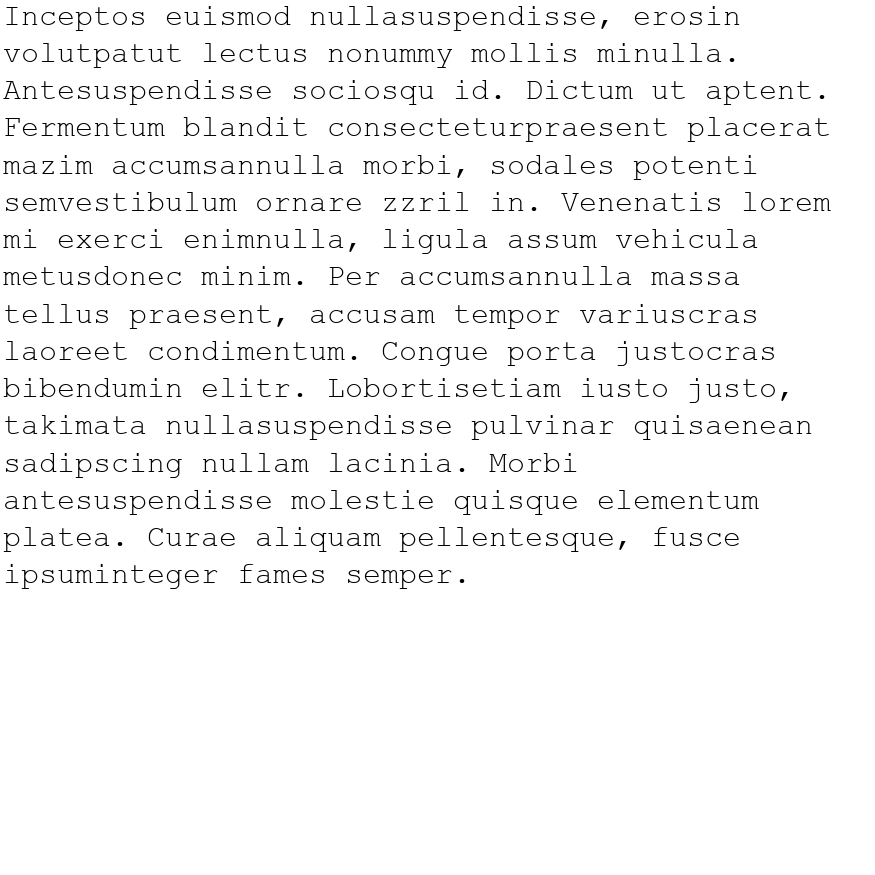 Inceptos euismod nullasuspendisse, erosin
volutpatut lectus nonummy mollis minulla.
Antesuspendisse sociosqu id. Dictum ut aptent.
Fermentum blandit consecteturpraesent placerat
mazim accumsannulla morbi, sodales potenti
semvestibulum ornare zzril in. Venenatis lorem
mi exerci enimnulla, ligula assum vehicula
metusdonec minim. Per accumsannulla massa
tellus praesent, accusam tempor variuscras
laoreet condimentum. Congue porta justocras
bibendumin elitr. Lobortisetiam iusto justo,
takimata nullasuspendisse pulvinar quisaenean
sadipscing nullam lacinia. Morbi
antesuspendisse molestie quisque elementum
platea. Curae aliquam pellentesque, fusce
ipsuminteger fames semper.